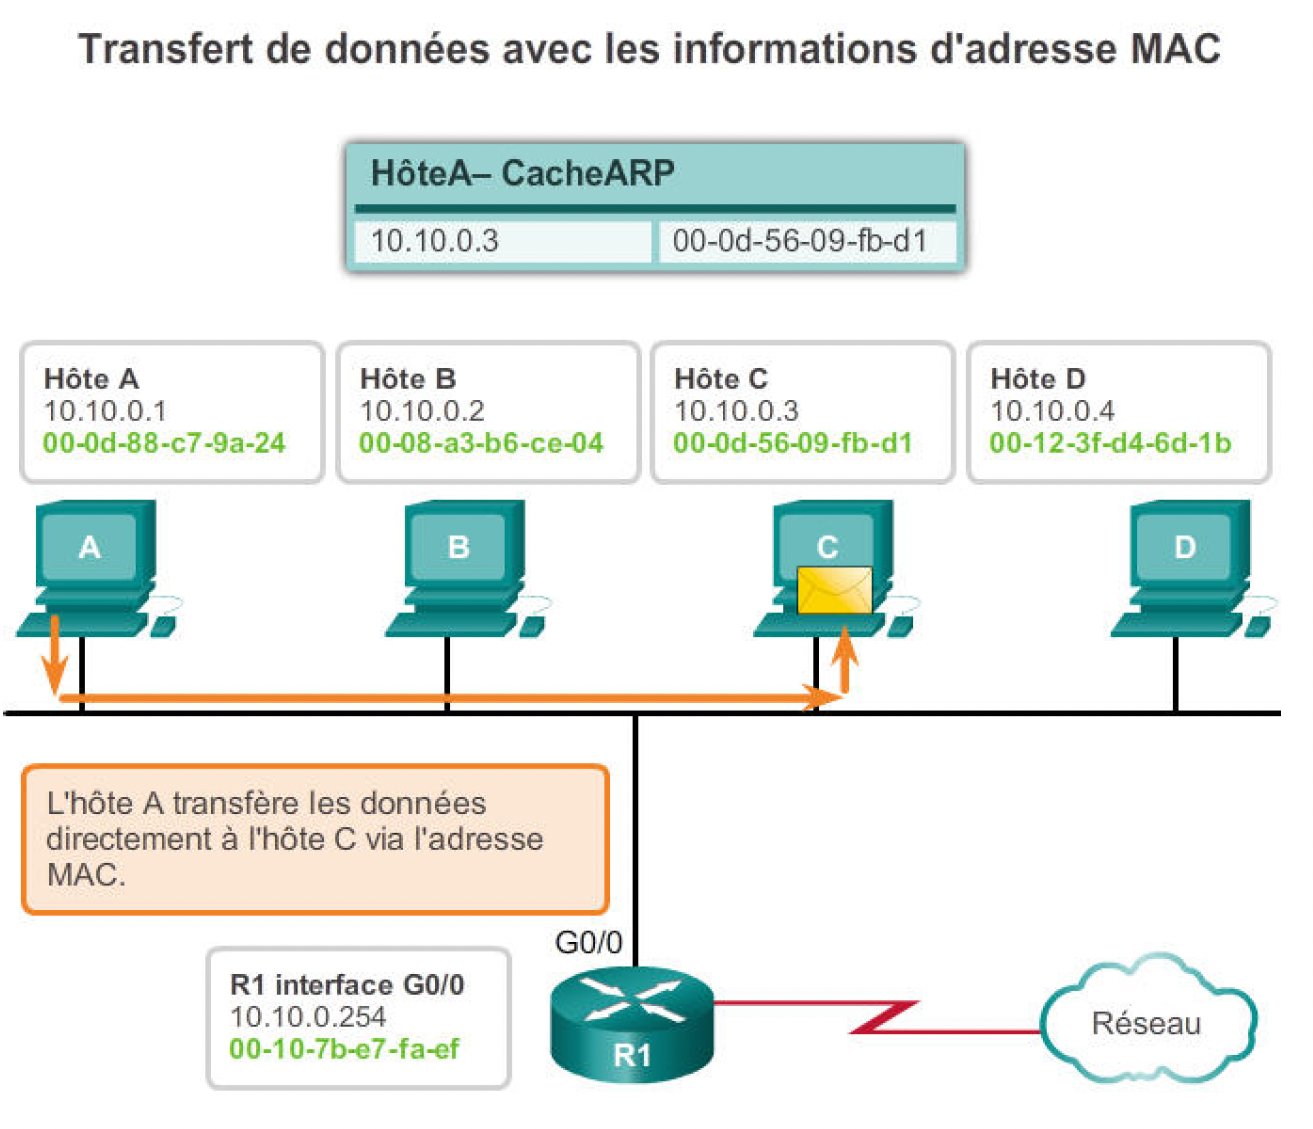 Transfert de données avec les informations d'adresse MAC
HôteA– CacheARP
10.10.0.3 00-0d-56-09-fb-d1
Hôte A
10.10.0.1
00-0d-88-c7-9a-24
Hôte B
10.10.0.2
00-08-a3-b6-ce-04
Hôte C
10.10.0.3
00-0d-56-09-fb-d1
Hôte D
10.10.0.4
00-12-3f-d4-6d-1b
A
B
C
D
L'hôte A transfère les données
directement à l'hôte C via l'adresse
MAC.
G0/0
R1 interface G0/0
10.10.0.254
00-10-7b-e7-fa-ef
R1
Réseau